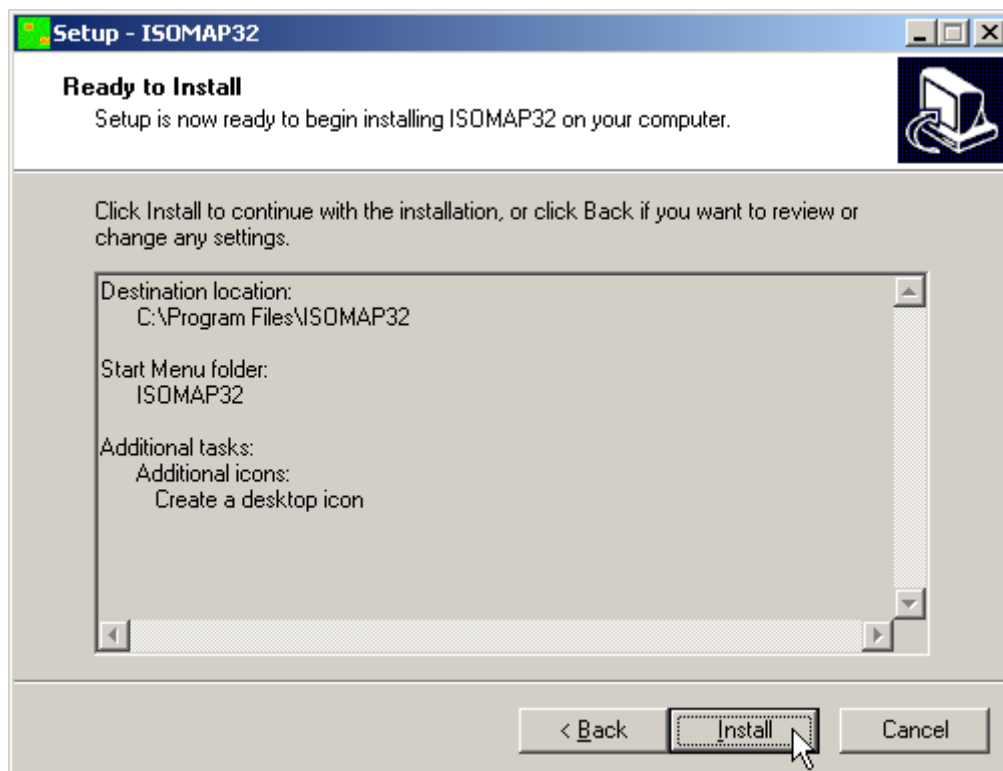 Setup - ISOMAP32
Ready to Install
Setup is now ready to begin installing ISOMAP32 on your computer.
Click Install to continue with the installation, or click Back if you want to review or
change any settings.
Destination location:
C:\Program Files\ISOMAP32
Start Menu folder:
ISOMAP32
Additional tasks:
Additional icons:
Create a desktop icon
< Back
Install
Cancel